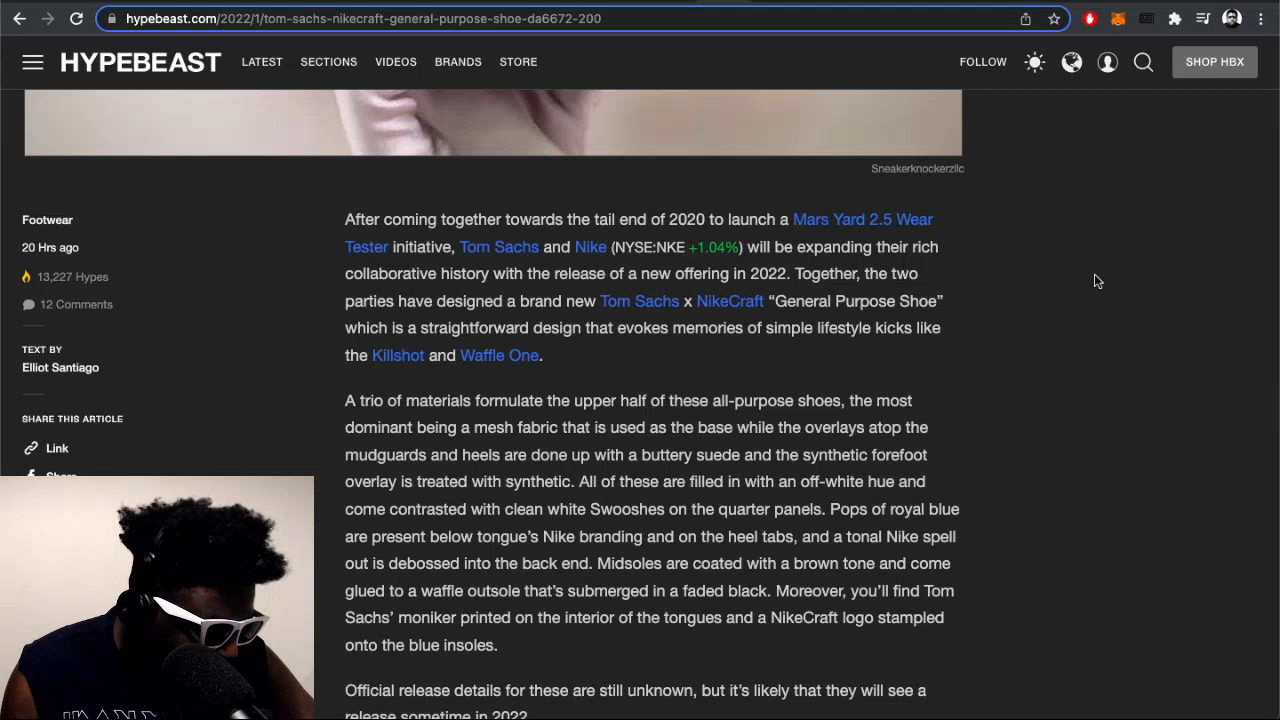 hypebeast.com/2022/1/tom-sachs-nikecraft-general-purpose-shoe-da6672-200
HYPEBEAST
LATEST
SECTIONS
VIDEOS
BRANDS
STORE
FOLLOW
SHOP HBX
Sneakerknockerzllc
Footwear
20 Hrs ago
13,227 Hypes
12 Comments
TEXT BY
Elliot Santiago
SHARE THIS ARTICLE
Link
Share
After coming together towards the tail end of 2020 to launch a Mars Yard 2.5 Wear
Tester initiative, Tom Sachs and Nike (NYSE:NKE +1.04%) will be expanding their rich
collaborative history with the release of a new offering in 2022. Together, the two
parties have designed a brand new Tom Sachs x NikeCraft “General Purpose Shoe”
which is a straightforward design that evokes memories of simple lifestyle kicks like
the Killshot and Waffle One.
A trio of materials formulate the upper half of these all-purpose shoes, the most
dominant being a mesh fabric that is used as the base while the overlays atop the
mudguards and heels are done up with a buttery suede and the synthetic forefoot
overlay is treated with synthetic. All of these are filled in with an off-white hue and
come contrasted with clean white Swooshes on the quarter panels. Pops of royal blue
are present below tongue’s Nike branding and on the heel tabs, and a tonal Nike spell
out is debossed into the back end. Midsoles are coated with a brown tone and come
glued to a waffle outsole that’s submerged in a faded black. Moreover, you’ll find Tom
Sachs’ moniker printed on the interior of the tongues and a NikeCraft logo stampled
onto the blue insoles.
Official release details for these are still unknown, but it’s likely that they will see a
release sometime in 2022